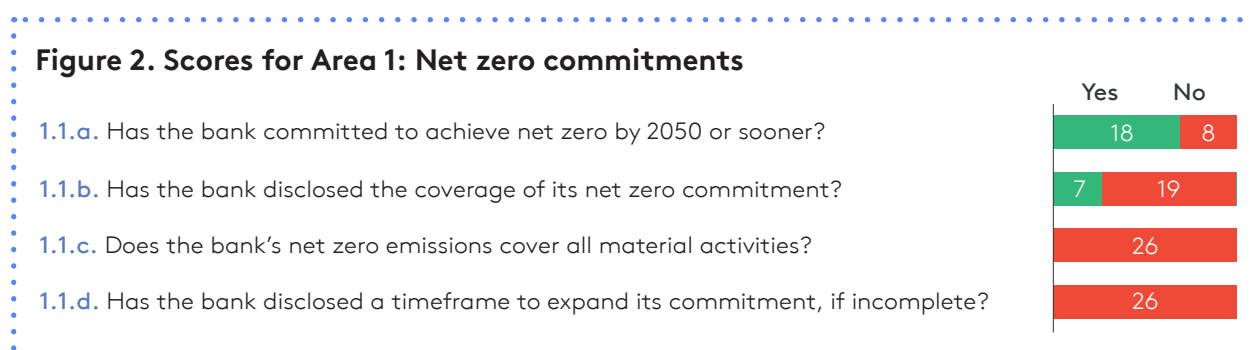 Figure 2. Scores for Area 1: Net zero commitments
Yes No
1.1.a. Has the bank committed to achieve net zero by 2050 or sooner? 18 8
1.1.b. Has the bank disclosed the coverage of its net zero commitment? 7 19
1.1.c. Does the bank’s net zero emissions cover all material activities? 26
1.1.d. Has the bank disclosed a timeframe to expand its commitment, if incomplete? 26